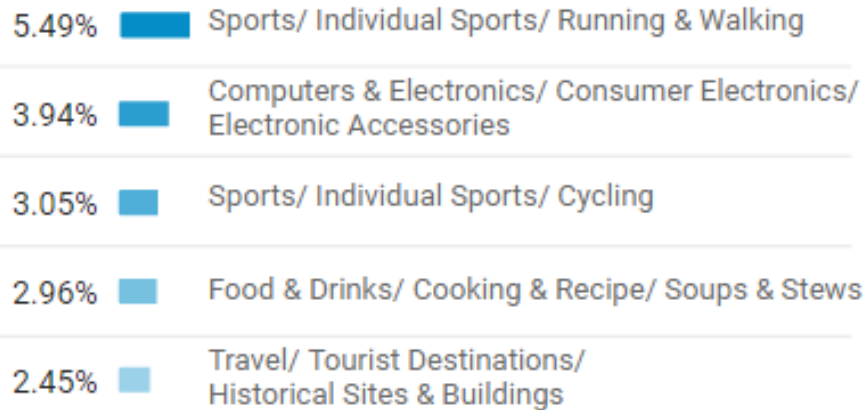 5.49% Sports/ Individual Sports/ Running & Walking
3.94% Computers & Electronics/ Consumer Electronics/
Electronic Accessories
3.05% Sports/ Individual Sports/ Cycling
2.96% Food & Drinks/ Cooking & Recipe/ Soups & Stews
2.45% Travel/ Tourist Destinations/
Historical Sites & Buildings